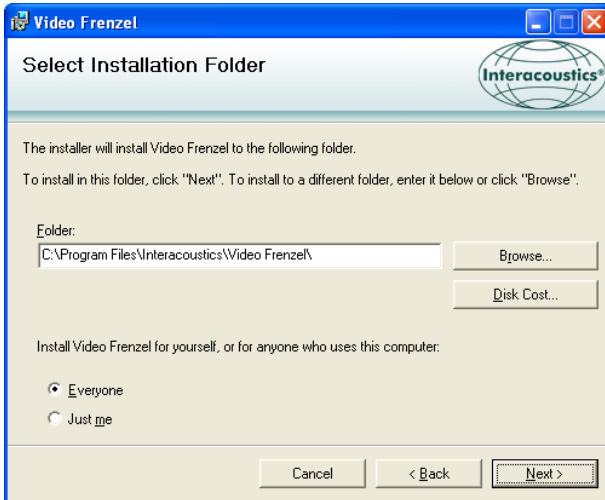 Video Frenzel
Select Installation Folder
Interacoustics®
The installer will install Video Frenzel to the following folder.
To install in this folder, click "Next". To install to a different folder, enter it below or click "Browse".
Folder:
C:\Program Files\Interacoustics\Video Frenzel\
Browse...
Disk Cost...
Install Video Frenzel for yourself, or for anyone who uses this computer:
Everyone
Just me
Cancel
< Back
Next >